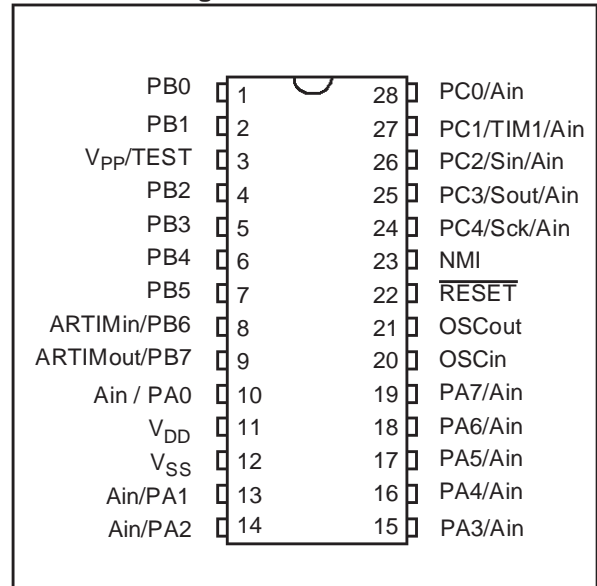 PB0 1 28 PC0/Ain
PB1 2 27 PC1/TIM1/Ain
VPP/TEST 3 26 PC2/Sin/Ain
PB2 4 25 PC3/Sout/Ain
PB3 5 24 PC4/Sck/Ain
PB4 6 23 NMI
PB5 7 22 RESET
ARTIMin/PB6 8 21 OSCout
ARTIMout/PB7 9 20 OSCin
Ain / PA0 10 19 PA7/Ain
VDD 11 18 PA6/Ain
VSS 12 17 PA5/Ain
Ain/PA1 13 16 PA4/Ain
Ain/PA2 14 15 PA3/Ain